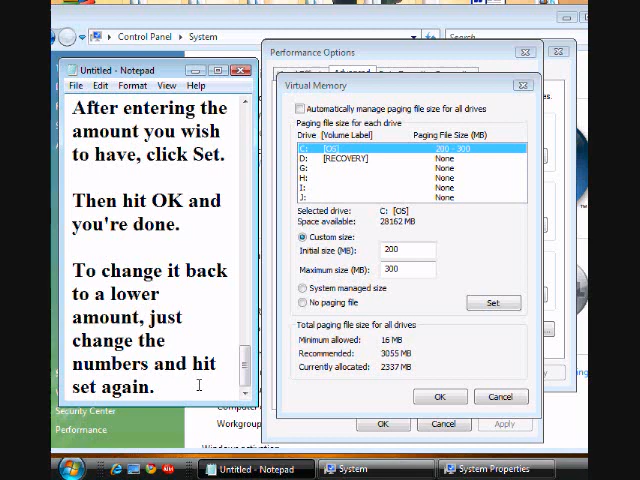 Control Panel
System
Search
Performance Options
Untitled - Notepad
File Edit Format View Help
After entering the
amount you wish
to have, click Set.
Then hit OK and
you're done.
To change it back
to a lower
amount, just
change the
numbers and hit
set again.
Virtual Memory
Automatically manage paging file size for all drives
Paging file size for each drive
Drive [Volume Label] Paging File Size (MB)
C: [OS] 200 - 300
D: [RECOVERY] None
G: None
H: None
I: None
J: None
Selected drive: C: [OS]
Space available: 28162 MB
Custom size:
Initial size (MB): 200
Maximum size (MB): 300
System managed size
No paging file
Set
Total paging file size for all drives
Minimum allowed: 16 MB
Recommended: 3055 MB
Currently allocated: 2337 MB
OK Cancel
OK Cancel Apply
Security Center
Performance
Workgroup
Untitled - Notepad
System
System Properties